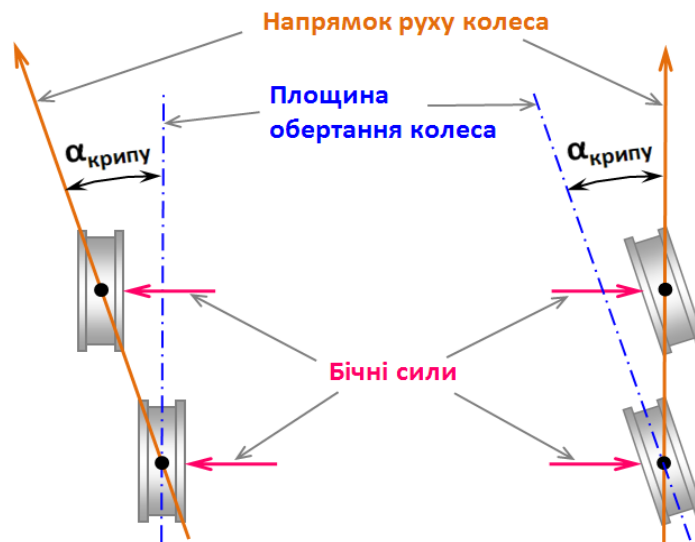 Напрямок руху колеса
Площина
обертання колеса
αкрипу
αкрипу
Бічні сили